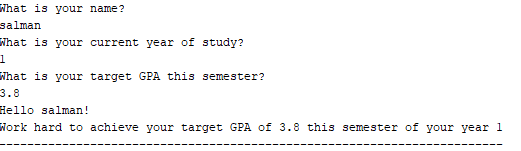 What is your name?
salman
What is your current year of study?
1
What is your target GPA this semester?
3.8
Hello salman!
Work hard to achieve your target GPA of 3.8 this semester of your year 1
------------------------------------------------------------------------